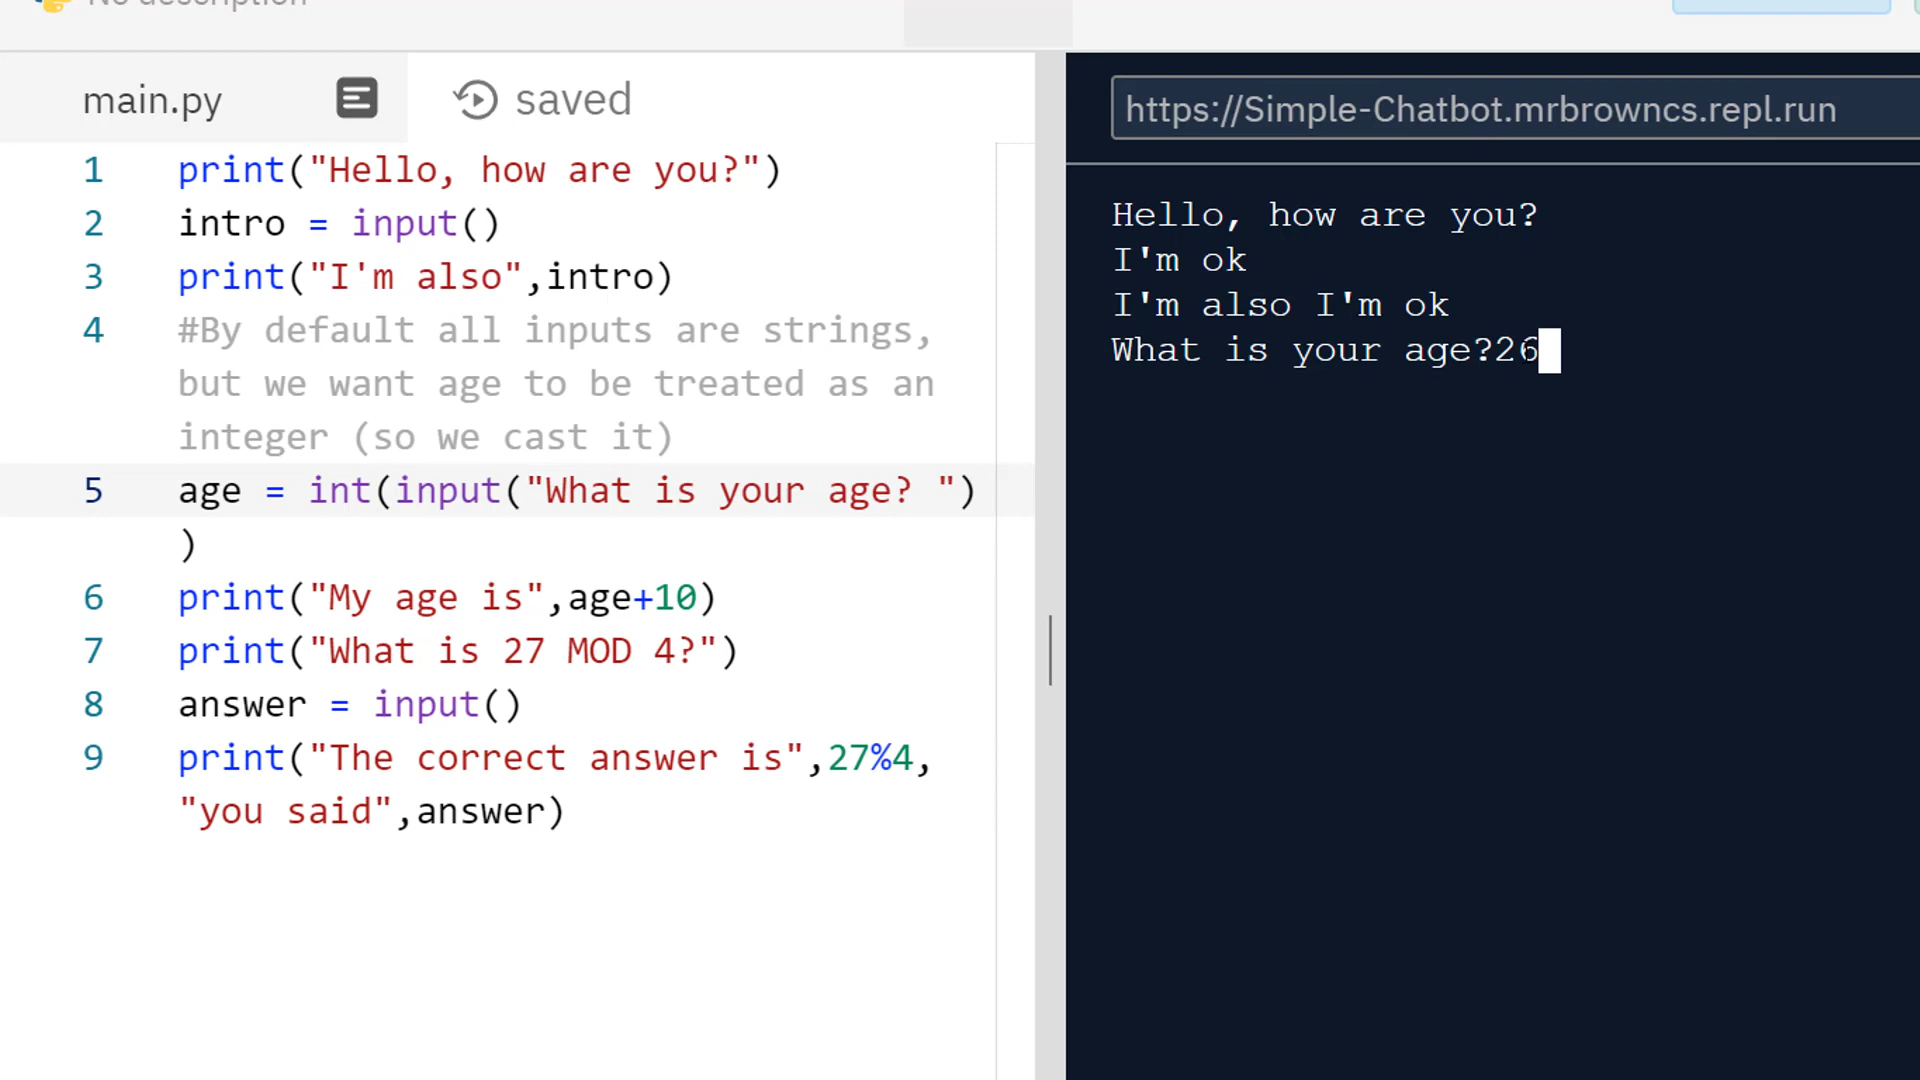 No description
main.py
saved
https://Simple-Chatbot.mrbrowncs.repl.run
1 print("Hello, how are you?")
2 intro = input()
3 print("I'm also",intro)
4 #By default all inputs are strings,
but we want age to be treated as an
integer (so we cast it)
5 age = int(input("What is your age? ")
)
6 print("My age is",age+10)
7 print("What is 27 MOD 4?")
8 answer = input()
9 print("The correct answer is",27%4,
"you said",answer)
Hello, how are you?
I'm ok
I'm also I'm ok
What is your age?26